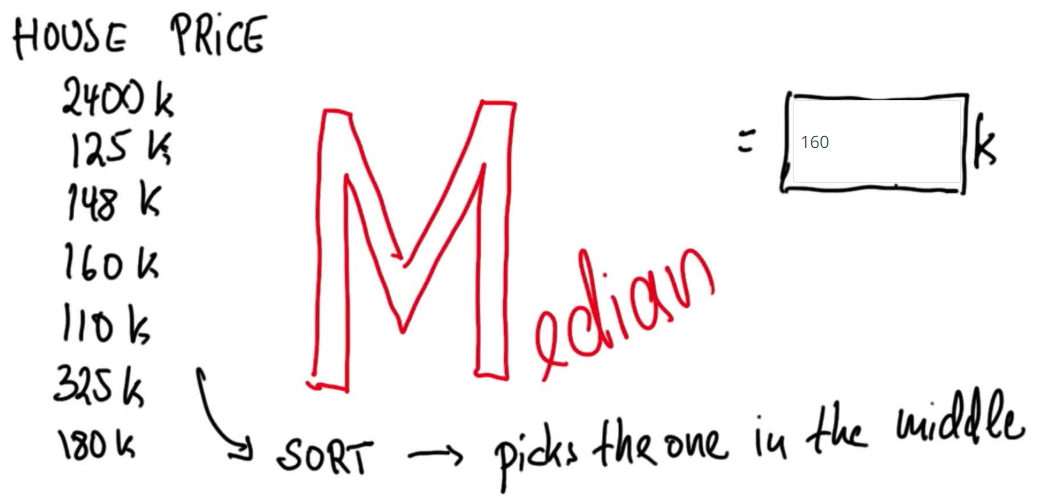 HOUSE PRICE
2400 k
125 k
148 k
160 k
110 k
325 k
180 k
Median
= 160 k
SORT → picks the one in the middle